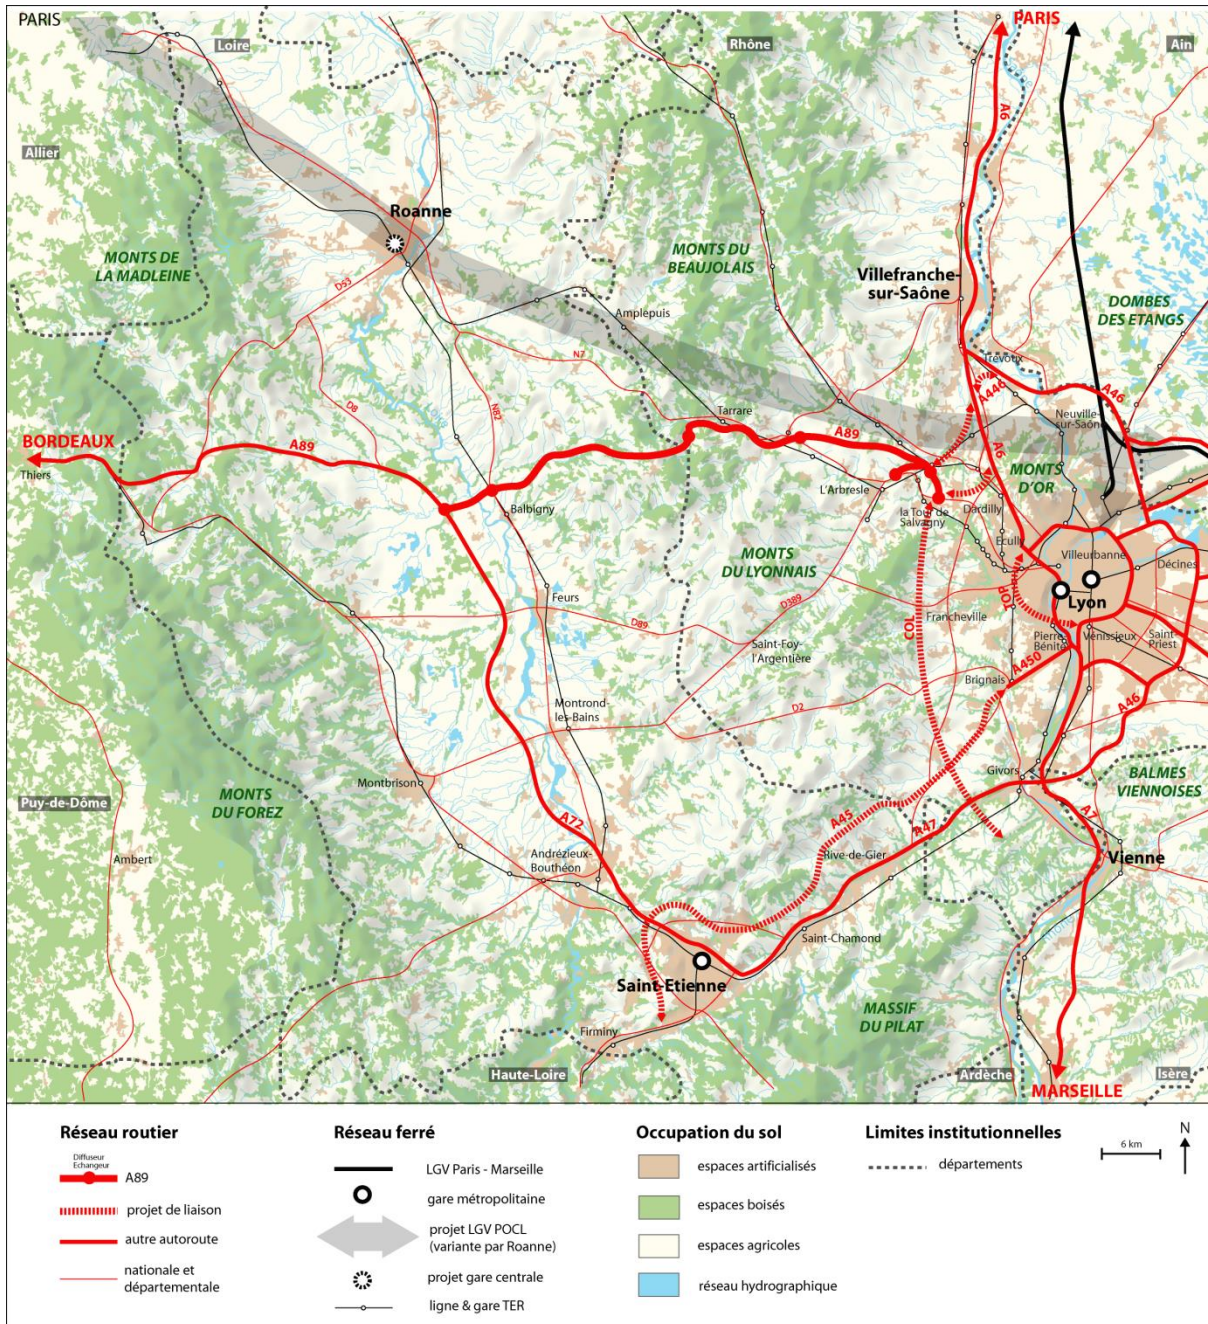 PARIS
PARIS
Loire
Rhône
Ain
A6
Allier
Roanne
MONTS DE
LA MADLEINE
MONTS DU
BEAUJOLAIS
Villefranche-
sur-Saône
D53
Amplepuis
DOMBES
DES ETANGS
N7
Trévoux
A446
A46
D8
N82
Tarrare
Neuville-
sur-Saône
BORDEAUX
A89
A89
A6
Thiers
MONTS
D'OR
L'Arbresle
Balbigny
la Tour de
Salvagny
Dardilly
Ecully
MONTS
DU LYONNAIS
Villeurbanne
Décines
Feurs
D389
TOP
Lyon
COL
D89
Francheville
Saint-Foy-
l'Argentière
Pierre
Bénite
Vénissieux
Saint-
Priest
A450
Brignais
Montrond-
les-Bains
D2
A46
Montbrison
Givors
BALMES
VIENNOISES
Puy-de-Dôme
MONTS
DU FOREZ
A72
A45
A47
A7
Ambert
Andrézieux-
Bouthéon
Rive-de-Gier
Vienne
Saint-Chamond
Saint-Etienne
MASSIF
DU PILAT
Firminy
Haute-Loire
Ardèche
Isère
MARSEILLE
Réseau routier
Diffuseur
Echangeur
A89
projet de liaison
autre autoroute
nationale et
départementale
Réseau ferré
LGV Paris - Marseille
gare métropolitaine
projet LGV POCL
(variante par Roanne)
projet gare centrale
ligne & gare TER
Occupation du sol
espaces artificialisés
espaces boisés
espaces agricoles
réseau hydrographique
Limites institutionnelles
départements
6 km
N